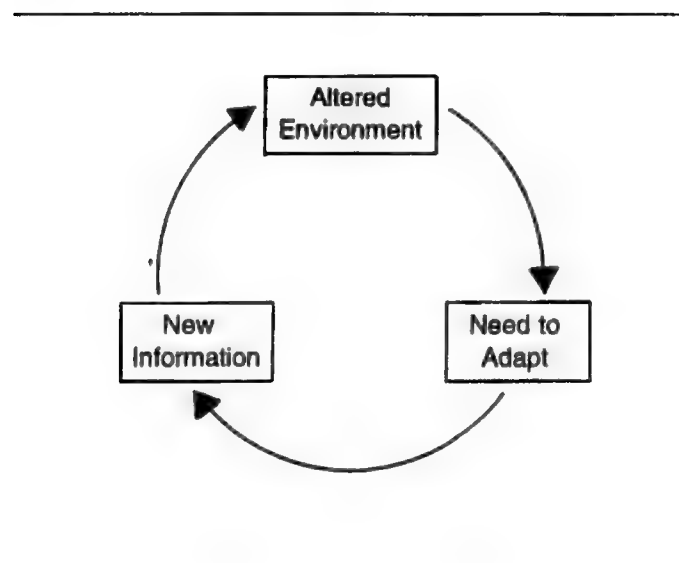 Altered
Environment
New
Information
Need to
Adapt